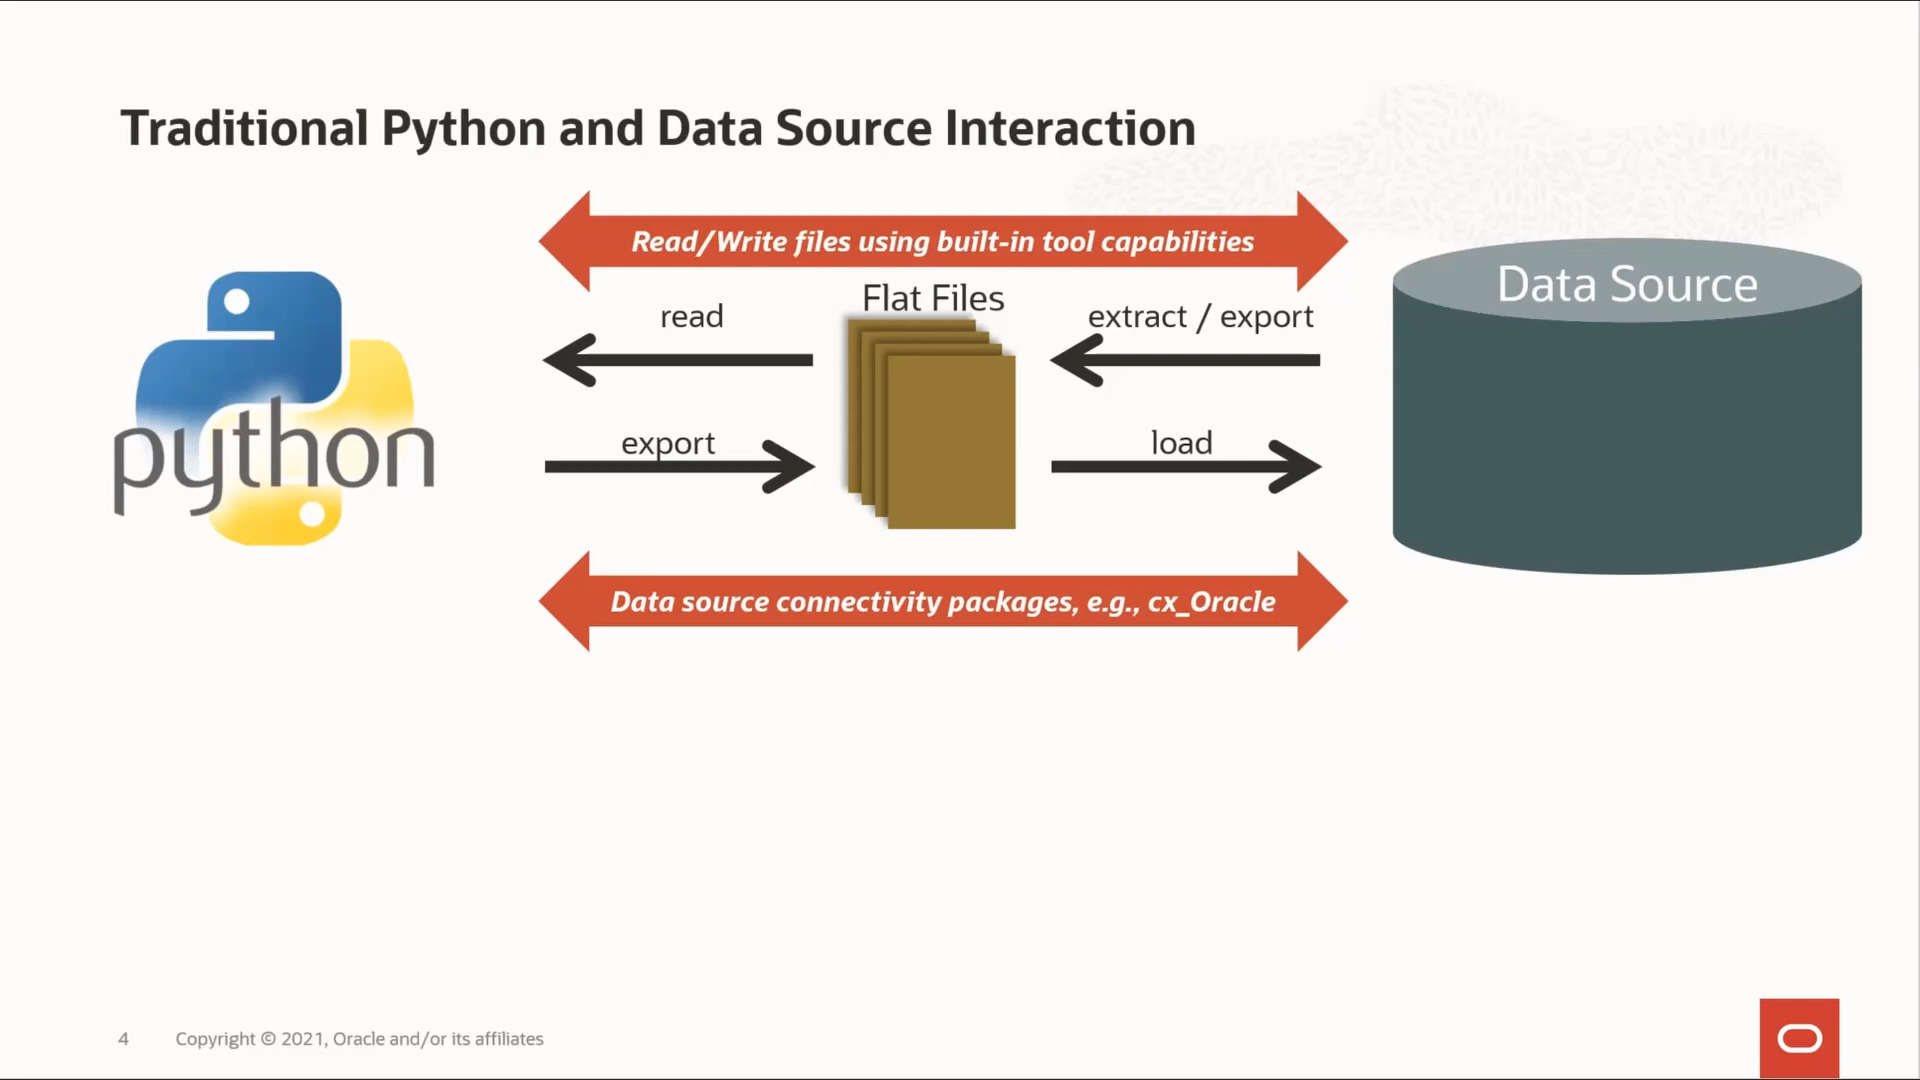 Traditional Python and Data Source Interaction
Read/Write files using built-in tool capabilities
Flat Files
read
extract / export
Data Source
python
export
load
Data source connectivity packages, e.g., cx_Oracle
4
Copyright © 2021, Oracle and/or its affiliates